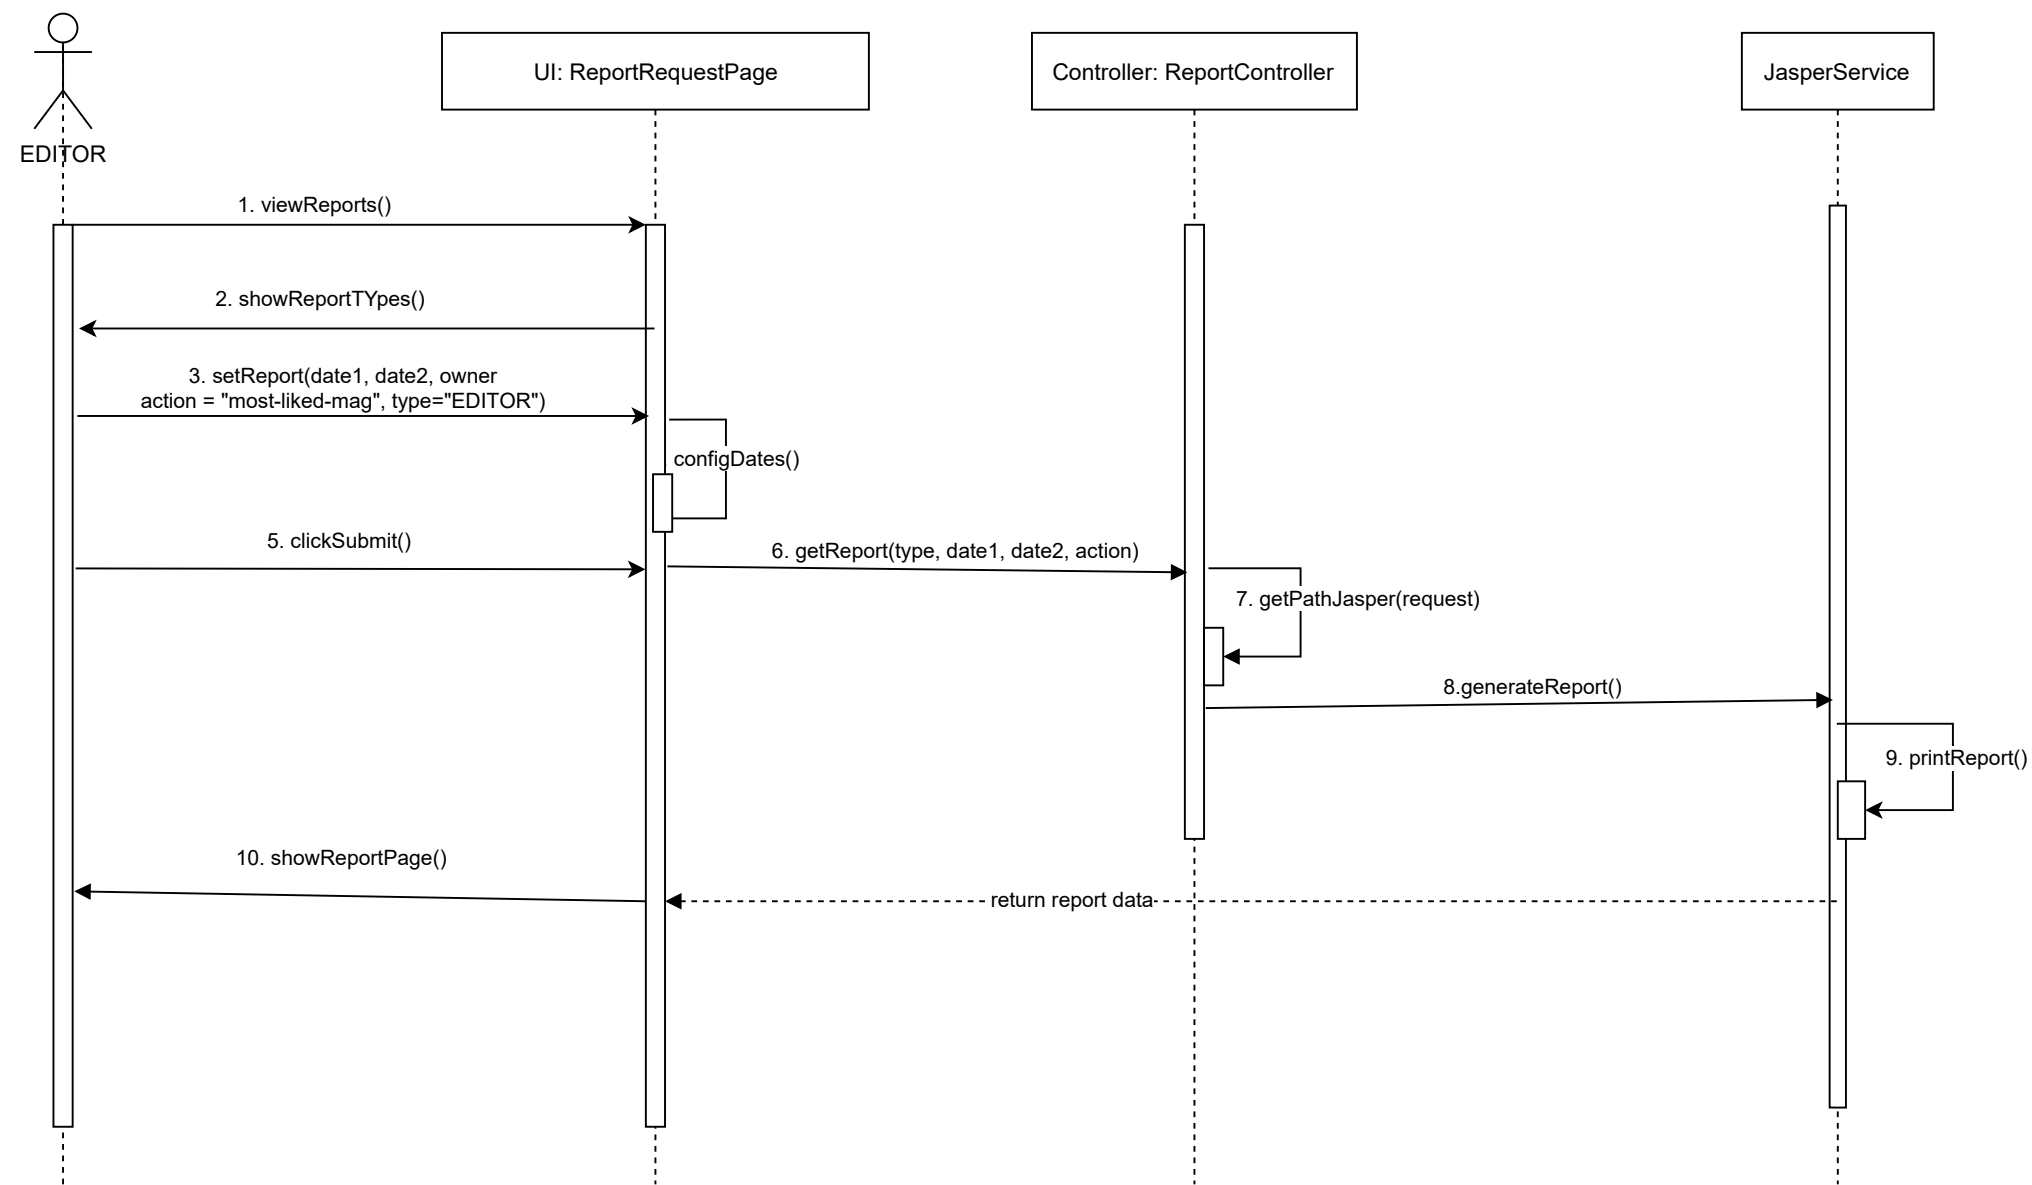 EDITOR
UI: ReportRequestPage
Controller: ReportController
JasperService
1. viewReports()
2. showReportTYpes()
3. setReport(date1, date2, owner
action = "most-liked-mag", type="EDITOR")
configDates()
5. clickSubmit()
6. getReport(type, date1, date2, action)
7. getPathJasper(request)
8.generateReport()
9. printReport()
10. showReportPage()
return report data